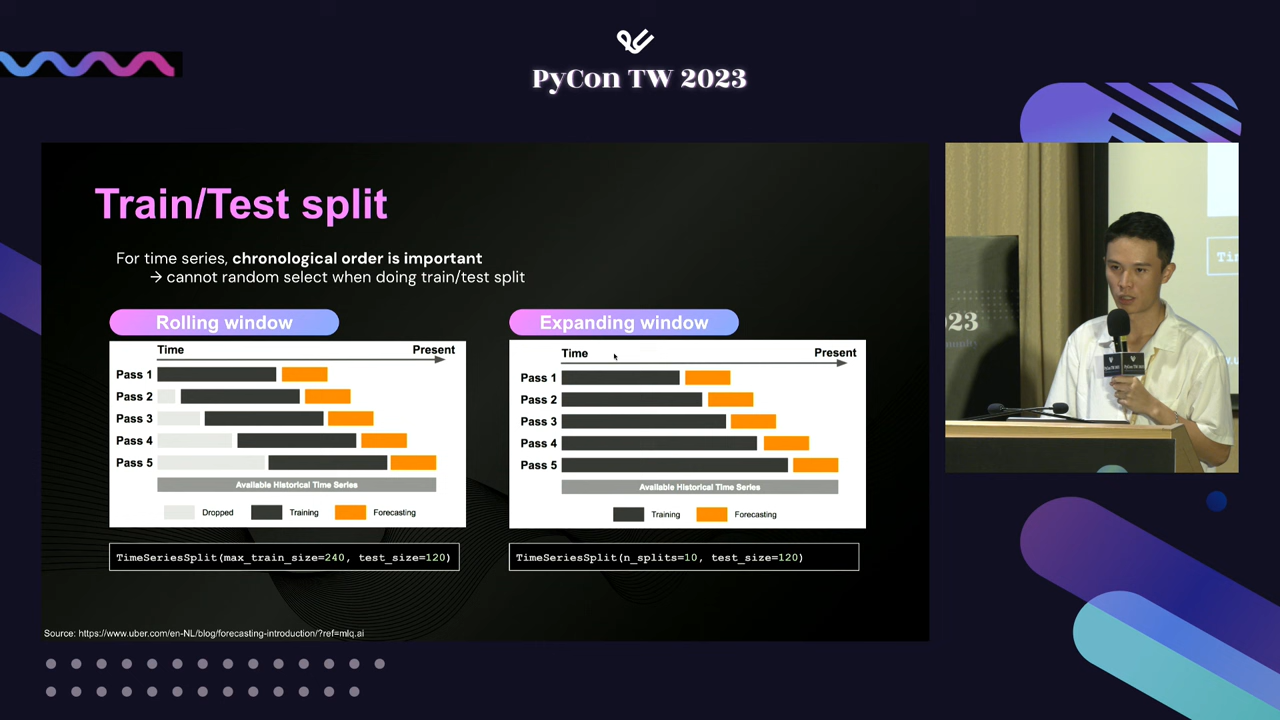 PyCon TW 2023
Train/Test split
For time series, chronological order is important
→ cannot random select when doing train/test split
Rolling window
Time Present
Pass 1
Pass 2
Pass 3
Pass 4
Pass 5
Available Historical Time Series
Dropped Training Forecasting
TimeSeriesSplit(max_train_size=240, test_size=120)
Expanding window
Time Present
Pass 1
Pass 2
Pass 3
Pass 4
Pass 5
Available Historical Time Series
Training Forecasting
TimeSeriesSplit(n_splits=10, test_size=120)
Source: https://www.uber.com/en-NL/blog/forecasting-introduction/?ref=mlq.ai